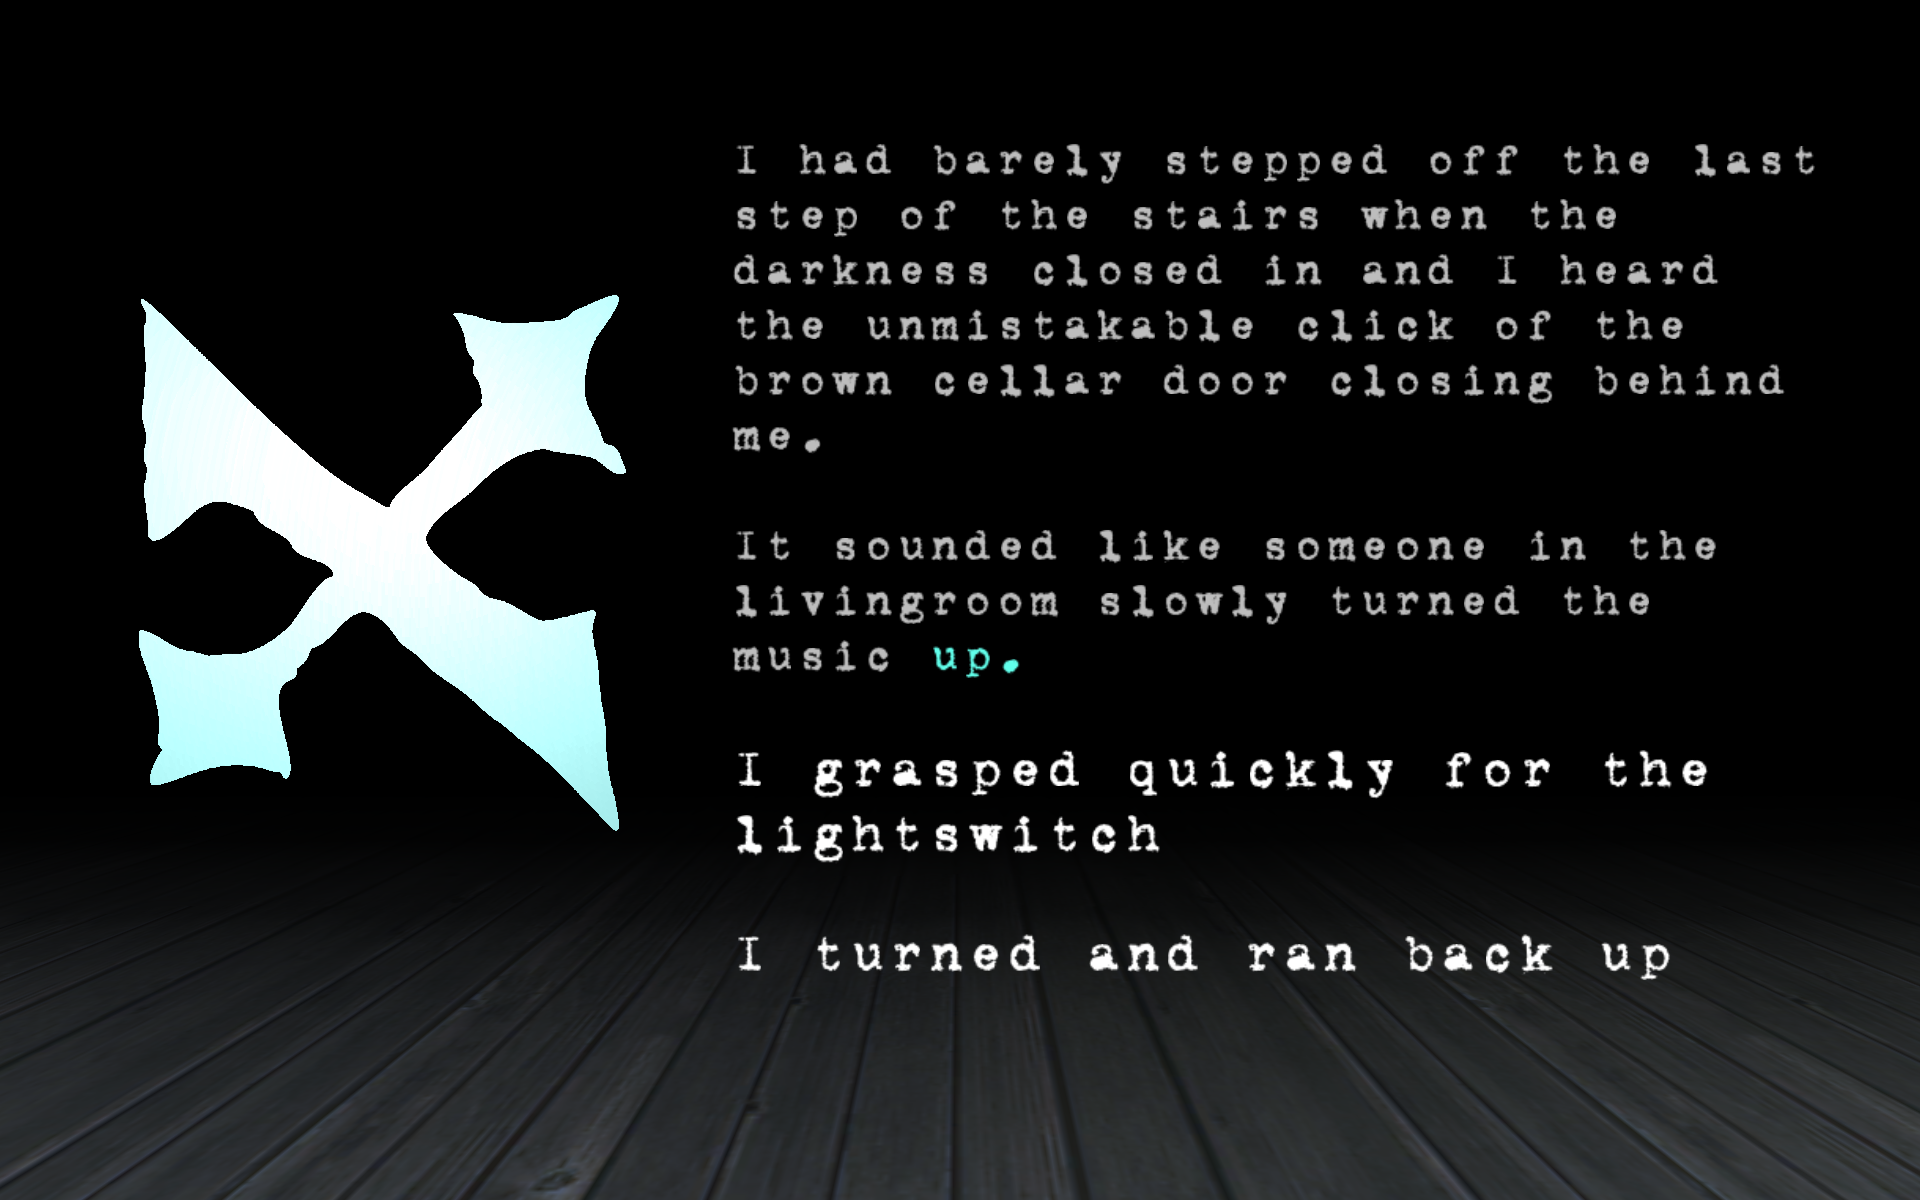 I had barely stepped off the last
step of the stairs when the
darkness closed in and I heard
the unmistakable click of the
brown cellar door closing behind
me.
It sounded like someone in the
livingroom slowly turned the
music up.
I grasped quickly for the
lightswitch
I turned and ran back up